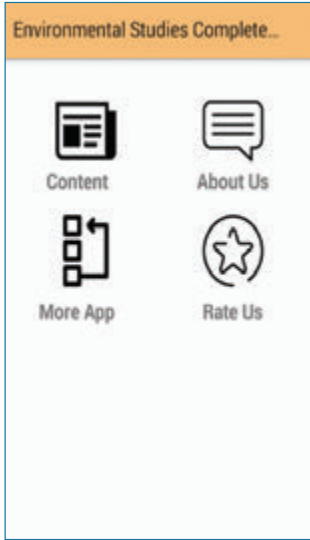 Environmental Studies Complete...
Content
About Us
More App
Rate Us